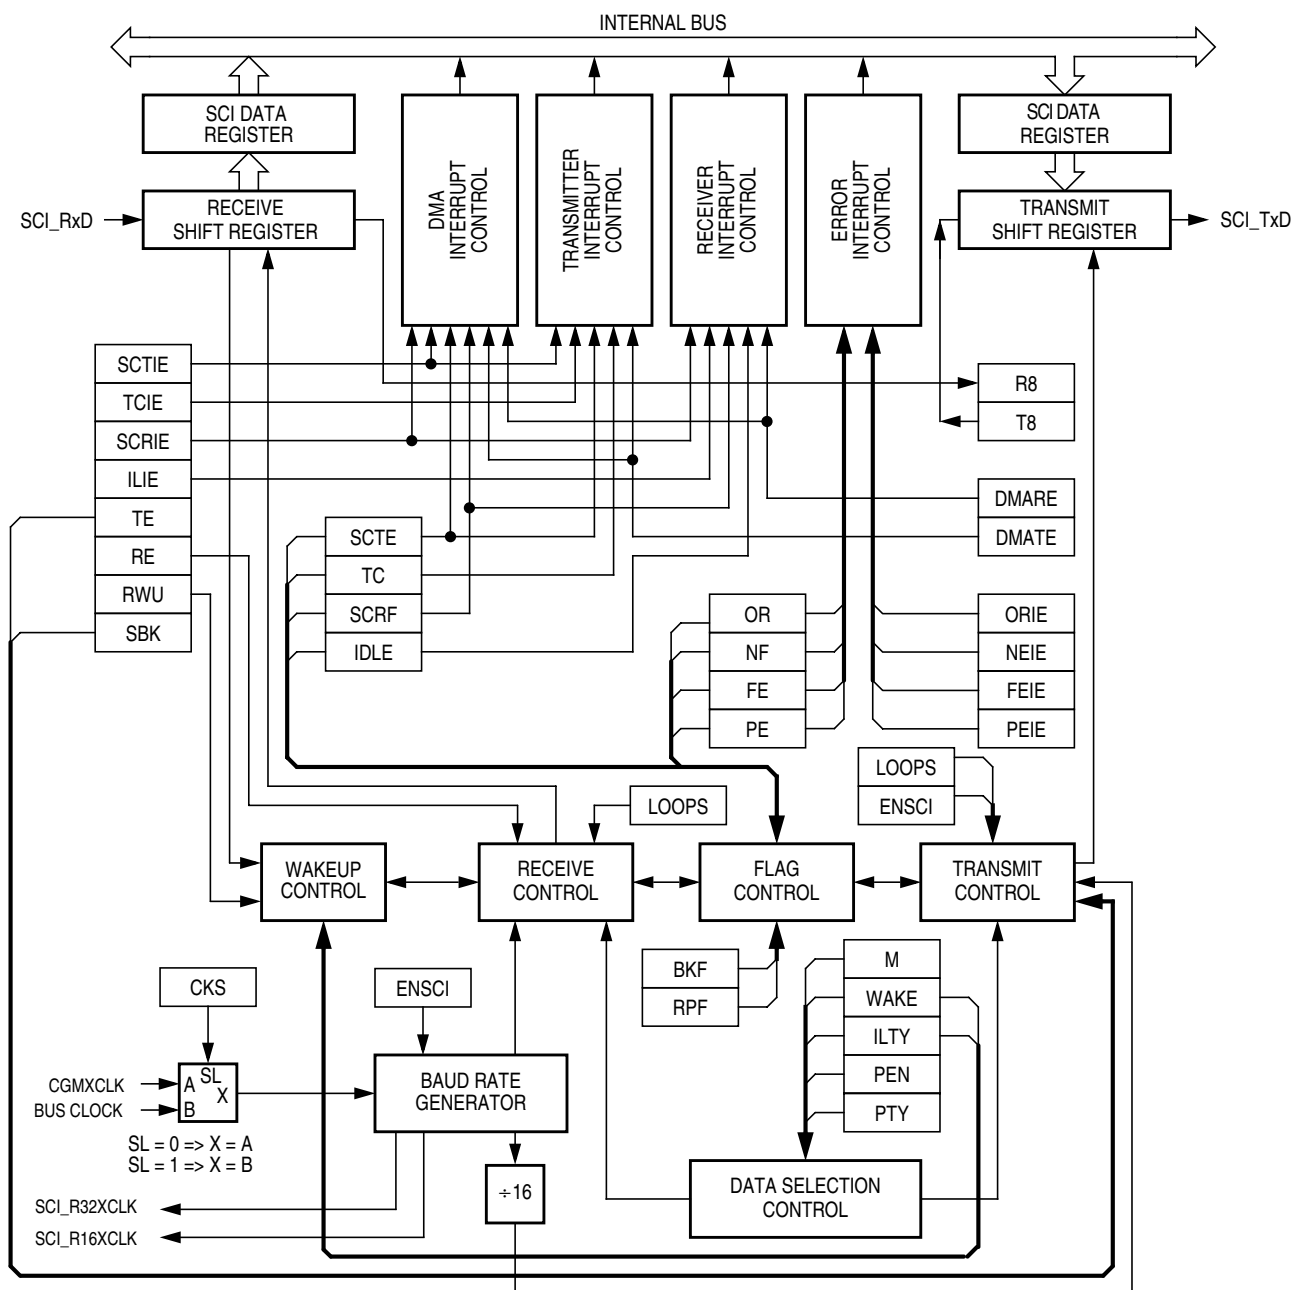 INTERNAL BUS
SCI DATA
REGISTER
SCI DATA
REGISTER
DMA
INTERRUPT
CONTROL
TRANSMITTER
INTERRUPT
CONTROL
RECEIVER
INTERRUPT
CONTROL
ERROR
INTERRUPT
CONTROL
SCI_RxD
RECEIVE
SHIFT REGISTER
TRANSMIT
SHIFT REGISTER
SCI_TxD
SCTIE
TCIE
SCRIE
ILIE
TE
RE
RWU
SBK
R8
T8
DMARE
DMATE
SCTE
TC
SCRF
IDLE
OR
NF
FE
PE
ORIE
NEIE
FEIE
PEIE
LOOPS
ENSCI
LOOPS
WAKEUP
CONTROL
RECEIVE
CONTROL
FLAG
CONTROL
TRANSMIT
CONTROL
BKF
RPF
M
WAKE
ILTY
PEN
PTY
CKS
ENSCI
CGMXCLK
BUS CLOCK
A
SL
X
B
BAUD RATE
GENERATOR
SL = 0 => X = A
SL = 1 => X = B
÷16
DATA SELECTION
CONTROL
SCI_R32XCLK
SCI_R16XCLK